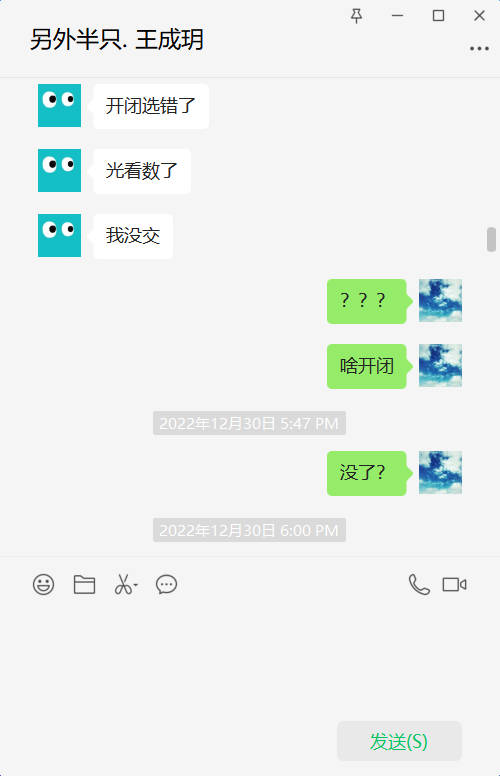 另外半只. 王成玥
开闭选错了
光看数了
我没交
？？？
啥开闭
2022年12月30日 5:47 PM
没了？
2022年12月30日 6:00 PM
发送(S)